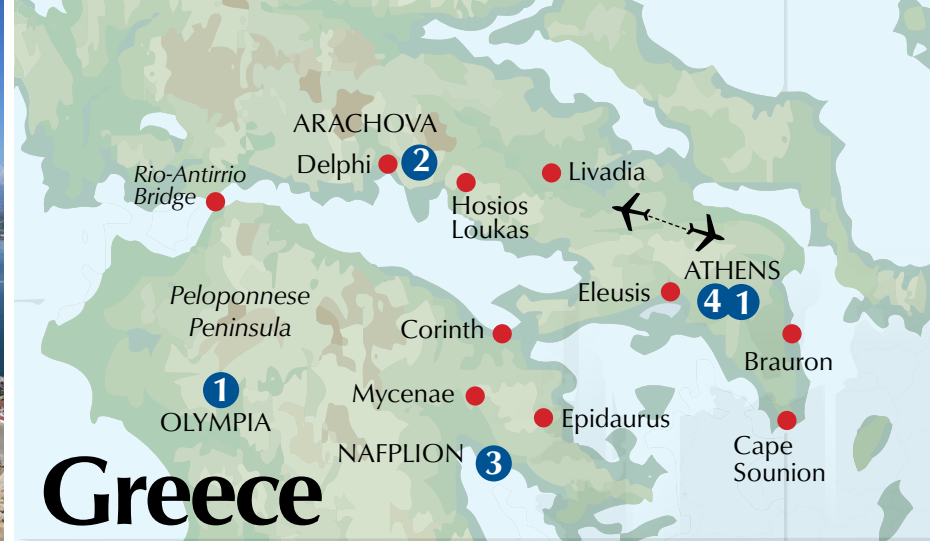 ARACHOVA
Delphi
2
Rio-Antirrio
Bridge
Livadia
Hosios
Loukas
ATHENS
Eleusis
4 1
Peloponnese
Peninsula
Corinth
Brauron
1
OLYMPIA
Mycenae
Epidaurus
NAFPLION
3
Cape
Sounion
Greece